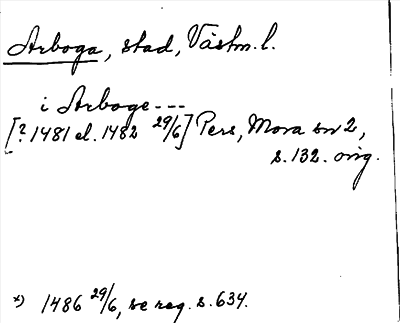 Arboga, stad, Västm. l.
i Arboge ---
[? 1481 el. 1482 29/6] Pers, Mora sn 2,
s. 132. orig.
*) 1486 29/6, se reg. s. 634.